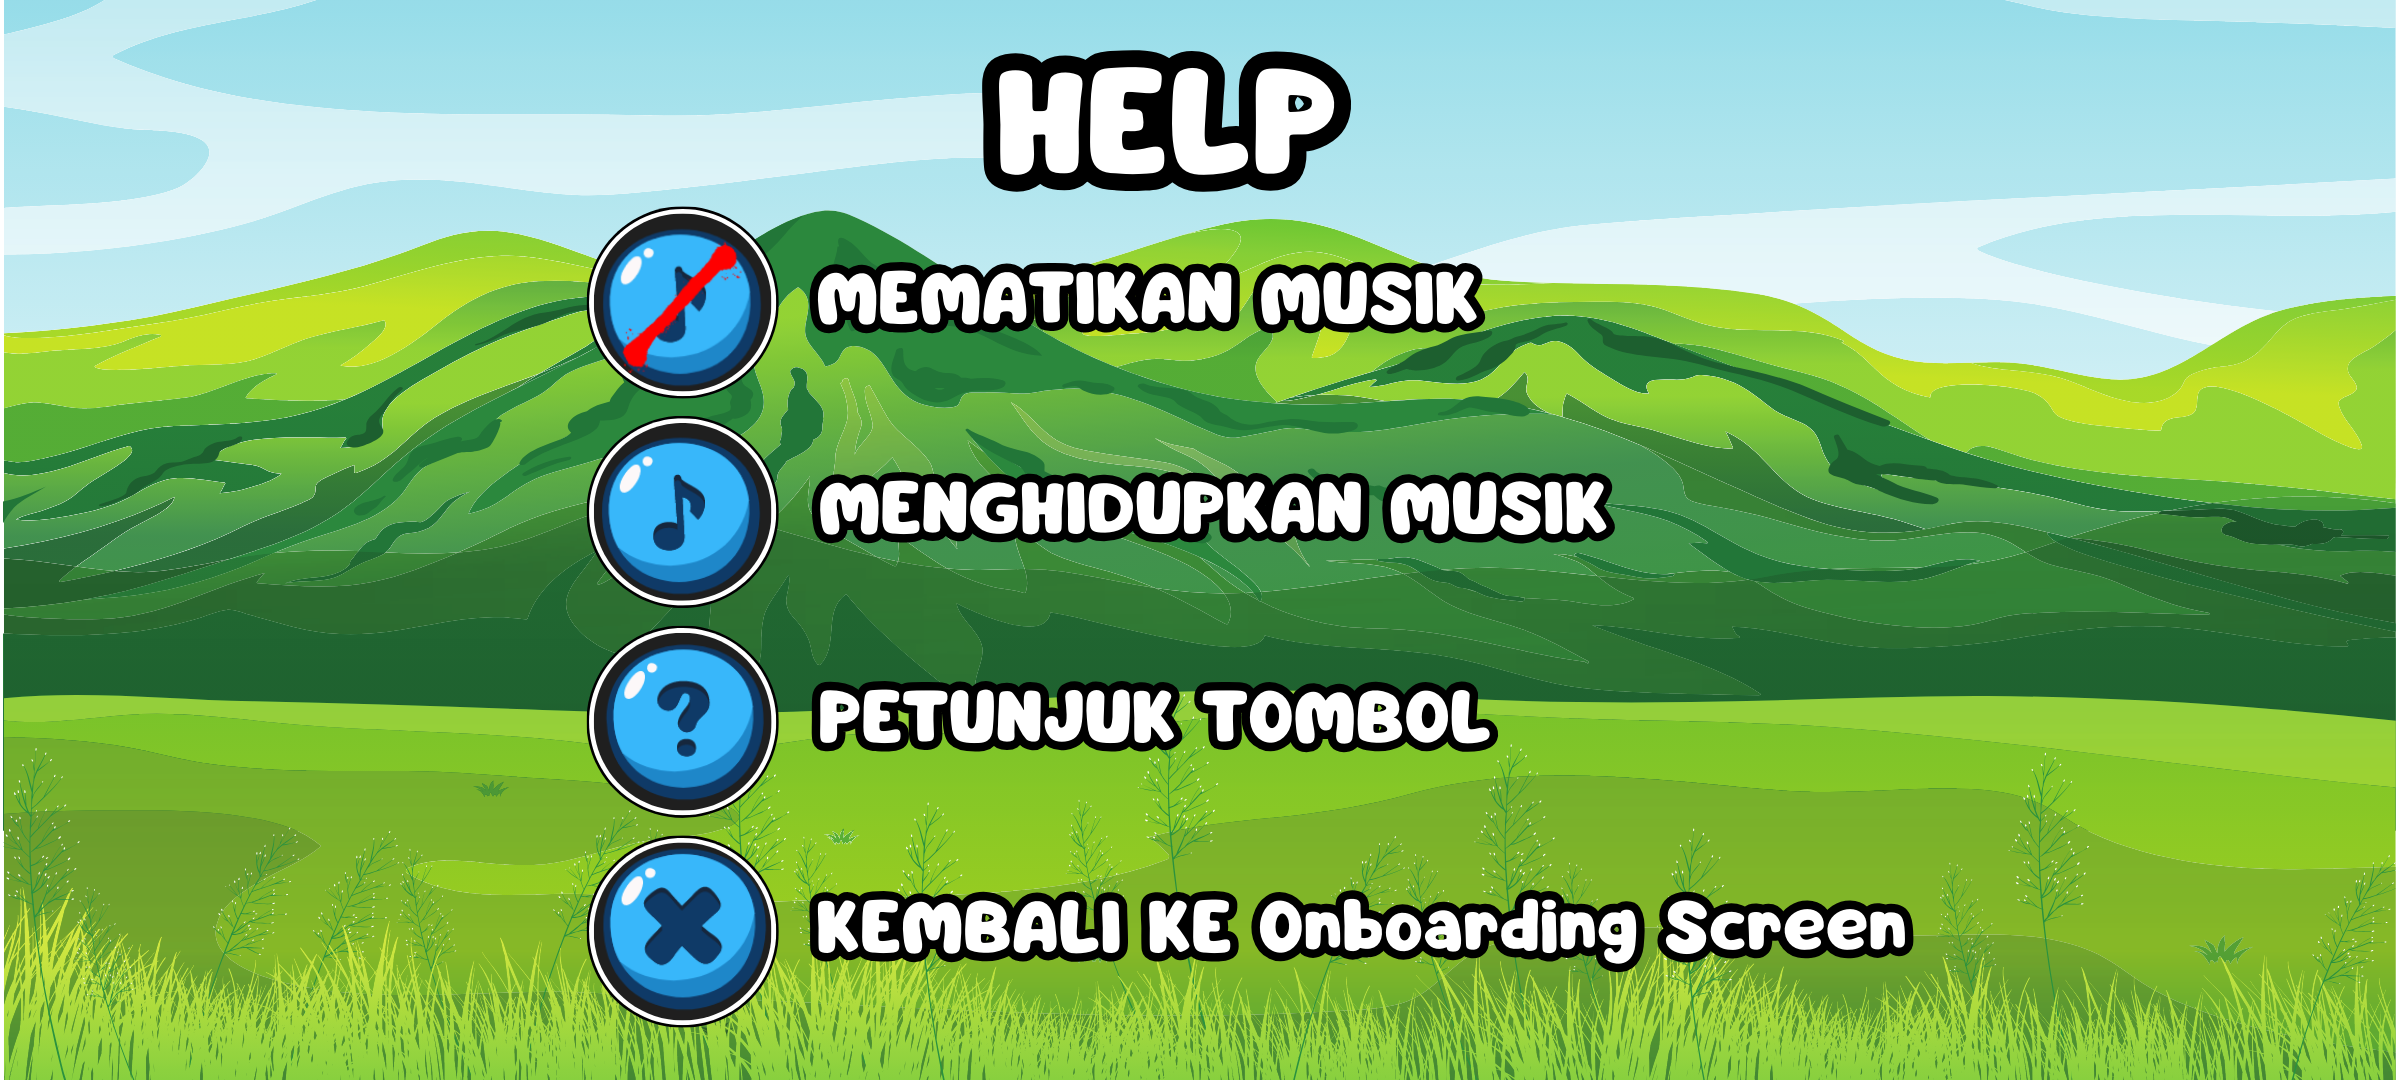 HELP
MEMATIKAN MUSIK
MENGHIDUPKAN MUSIK
?
PETUNJUK TOMBOL
KEMBALI KE Onboarding Screen